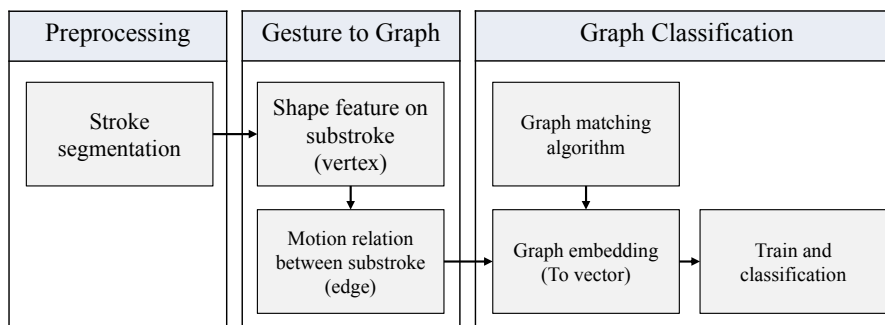 Preprocessing
Gesture to Graph
Graph Classification
Stroke
segmentation
Shape feature on
substroke
(vertex)
Motion relation
between substroke
(edge)
Graph matching
algorithm
Graph embedding
(To vector)
Train and
classification